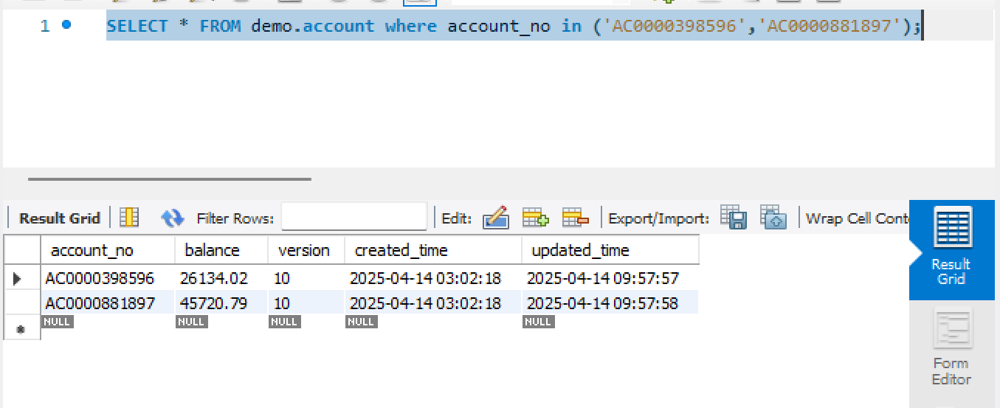 1 SELECT * FROM demo.account where account_no in ('AC0000398596','AC0000881897');
Result Grid Filter Rows: Edit: Export/Import: Wrap Cell Cont
account_no balance version created_time updated_time
AC0000398596 26134.02 10 2025-04-14 03:02:18 2025-04-14 09:57:57
AC0000881897 45720.79 10 2025-04-14 03:02:18 2025-04-14 09:57:58
NULL NULL NULL NULL NULL
Result
Grid
Form
Editor